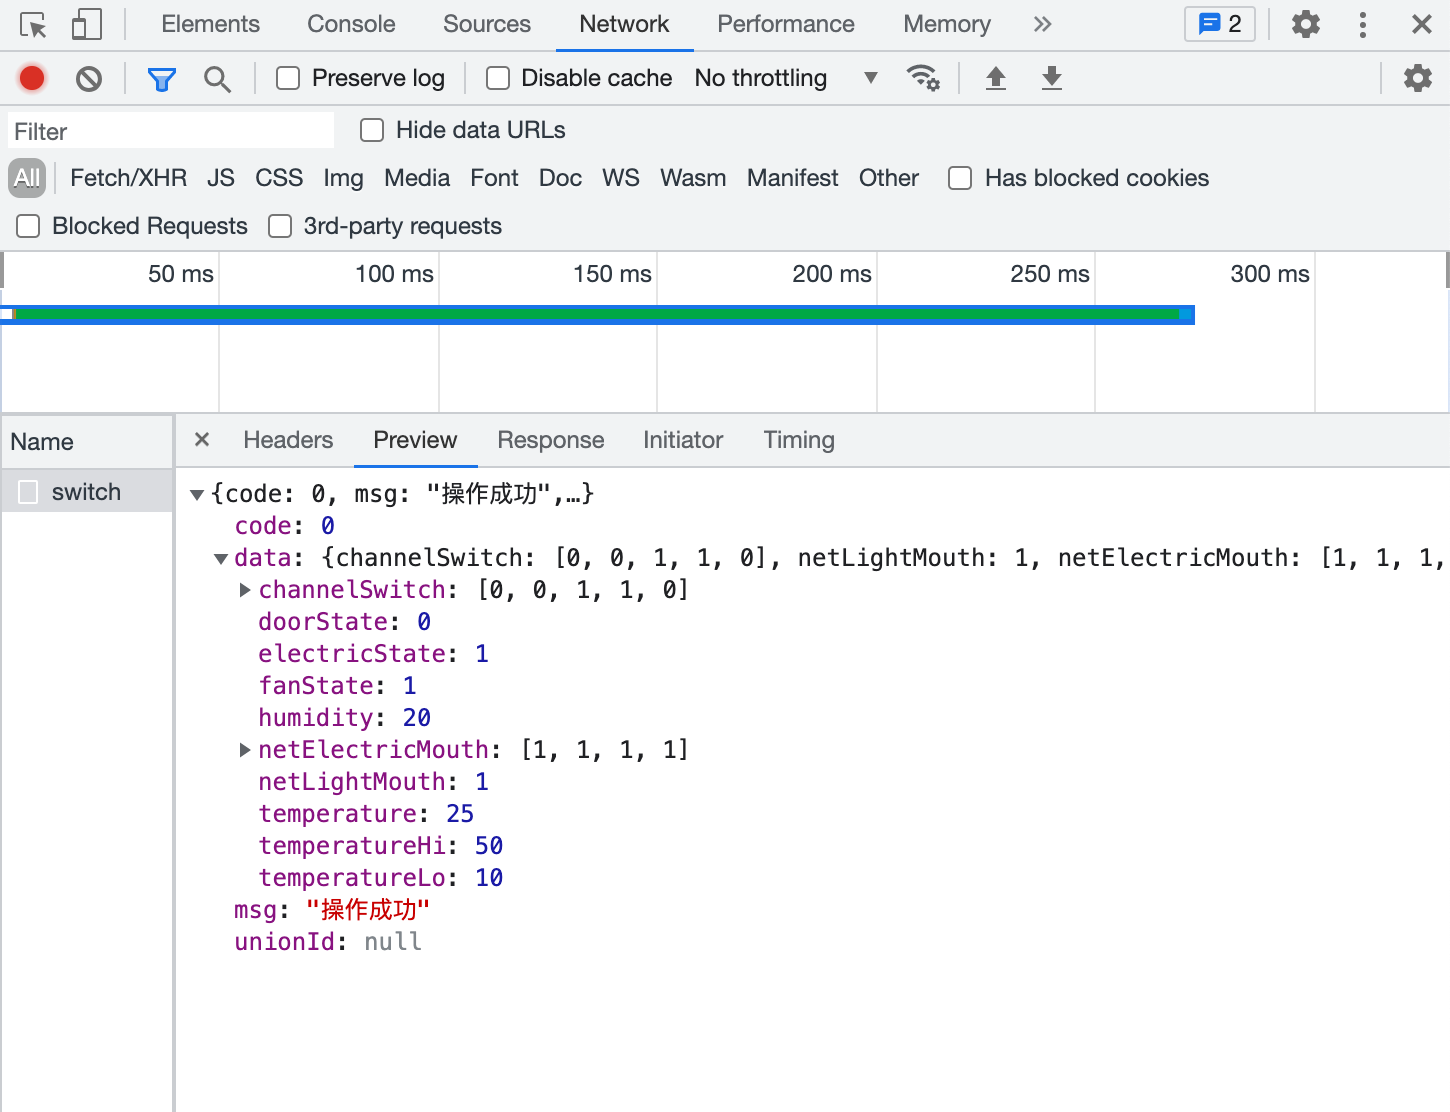 Elements Console Sources Network Performance Memory 2
Preserve log Disable cache No throttling
Filter Hide data URLs
All Fetch/XHR JS CSS Img Media Font Doc WS Wasm Manifest Other Has blocked cookies
Blocked Requests 3rd-party requests
50 ms 100 ms 150 ms 200 ms 250 ms 300 ms
Name
switch
Headers Preview Response Initiator Timing
{code: 0, msg: "操作成功",…}
code: 0
data: {channelSwitch: [0, 0, 1, 1, 0], netLightMouth: 1, netElectricMouth: [1, 1, 1,
channelSwitch: [0, 0, 1, 1, 0]
doorState: 0
electricState: 1
fanState: 1
humidity: 20
netElectricMouth: [1, 1, 1, 1]
netLightMouth: 1
temperature: 25
temperatureHi: 50
temperatureLo: 10
msg: "操作成功"
unionId: null